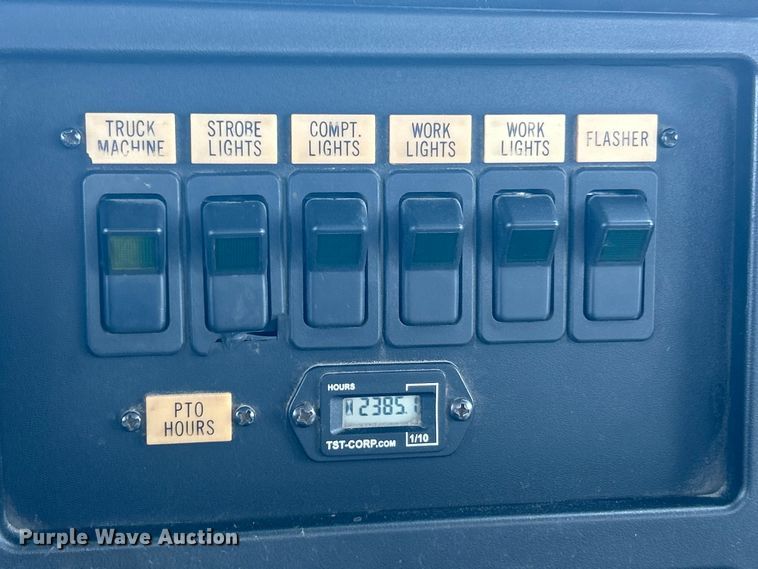 TRUCK
MACHINE
STROBE
LIGHTS
COMPT.
LIGHTS
WORK
LIGHTS
WORK
LIGHTS
FLASHER
PTO
HOURS
HOURS
2385.1
TST-CORP.COM 1/10
Purple Wave Auction